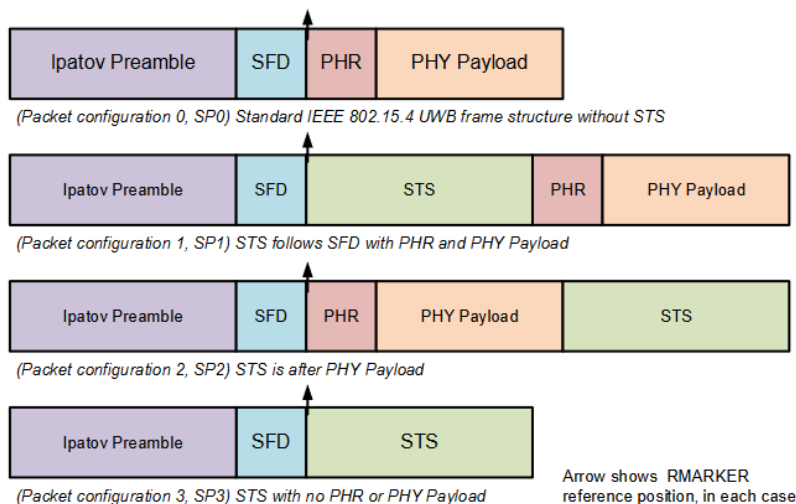 Ipatov Preamble SFD PHR PHY Payload
(Packet configuration 0, SP0) Standard IEEE 802.15.4 UWB frame structure without STS
Ipatov Preamble SFD STS PHR PHY Payload
(Packet configuration 1, SP1) STS follows SFD with PHR and PHY Payload
Ipatov Preamble SFD PHR PHY Payload STS
(Packet configuration 2, SP2) STS is after PHY Payload
Ipatov Preamble SFD STS
(Packet configuration 3, SP3) STS with no PHR or PHY Payload
Arrow shows RMARKER
reference position, in each case